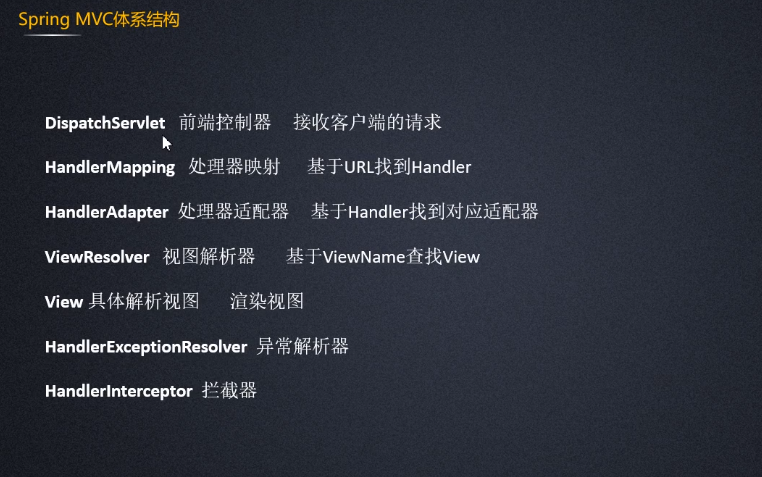 Spring MVC体系结构
DispatchServlet 前端控制器 接收客户端的请求
HandlerMapping 处理器映射 基于URL找到Handler
HandlerAdapter 处理器适配器 基于Handler找到对应适配器
ViewResolver 视图解析器 基于ViewName查找View
View 具体解析视图 渲染视图
HandlerExceptionResolver 异常解析器
HandlerInterceptor 拦截器